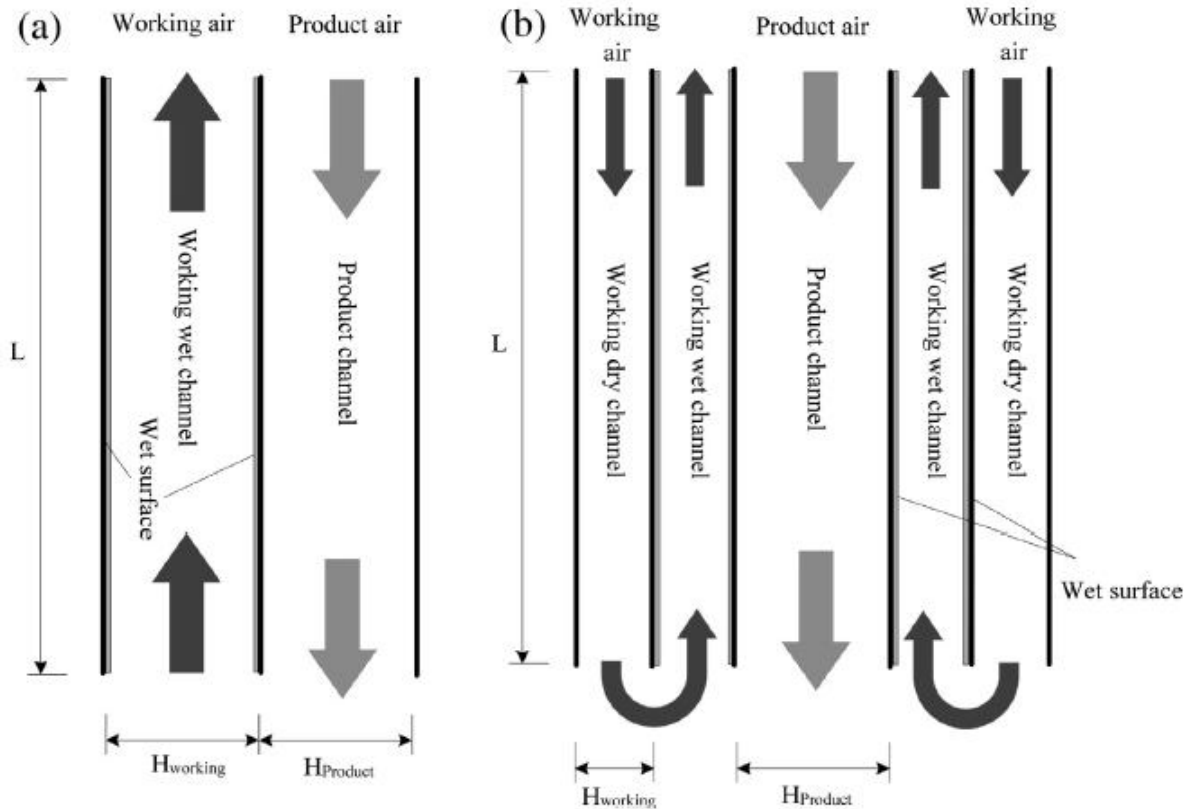 (a)
Working air
Product air
L
Working wet channel
Product channel
Wet surface
Hworking
HProduct
(b)
Working
air
Product air
Working
air
L
Working dry channel
Working wet channel
Product channel
Working wet channel
Working dry channel
Wet surface
Hworking
HProduct